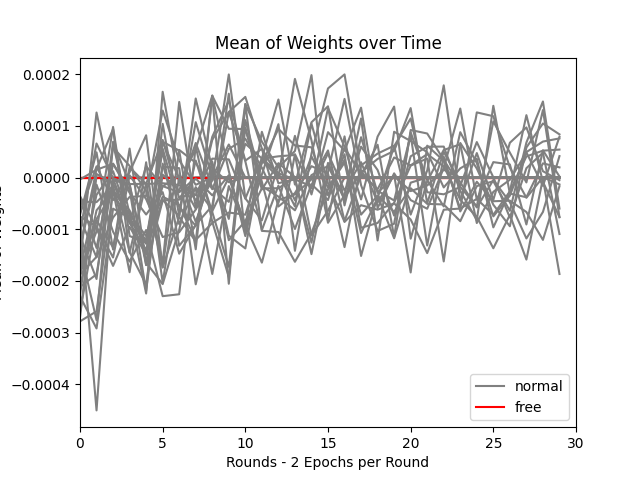 Mean of Weights over Time
0.0002
0.0001
0.0000
−0.0001
−0.0002
−0.0003
−0.0004
0 5 10 15 20 25 30
Rounds - 2 Epochs per Round
normal
free